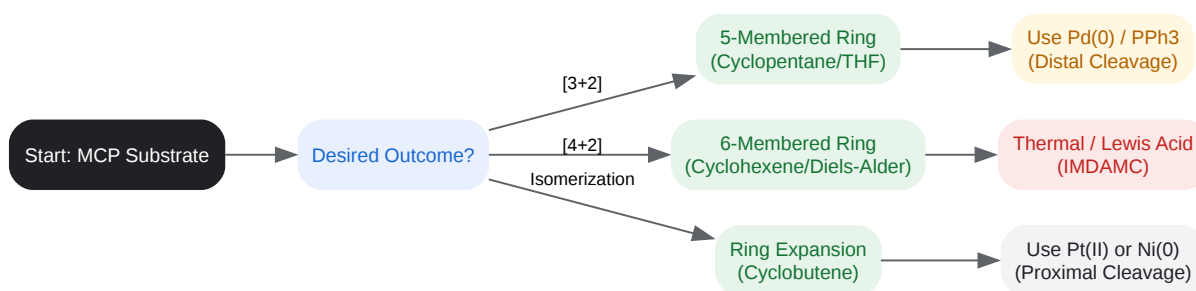 5-Membered Ring
(Cyclopentane/THF)
Use Pd(0) / PPh3
(Distal Cleavage)
[3+2]
Start: MCP Substrate
Desired Outcome?
[4+2]
6-Membered Ring
(Cyclohexene/Diels-Alder)
Thermal / Lewis Acid
(IMDAMC)
Isomerization
Ring Expansion
(Cyclobutene)
Use Pt(II) or Ni(0)
(Proximal Cleavage)